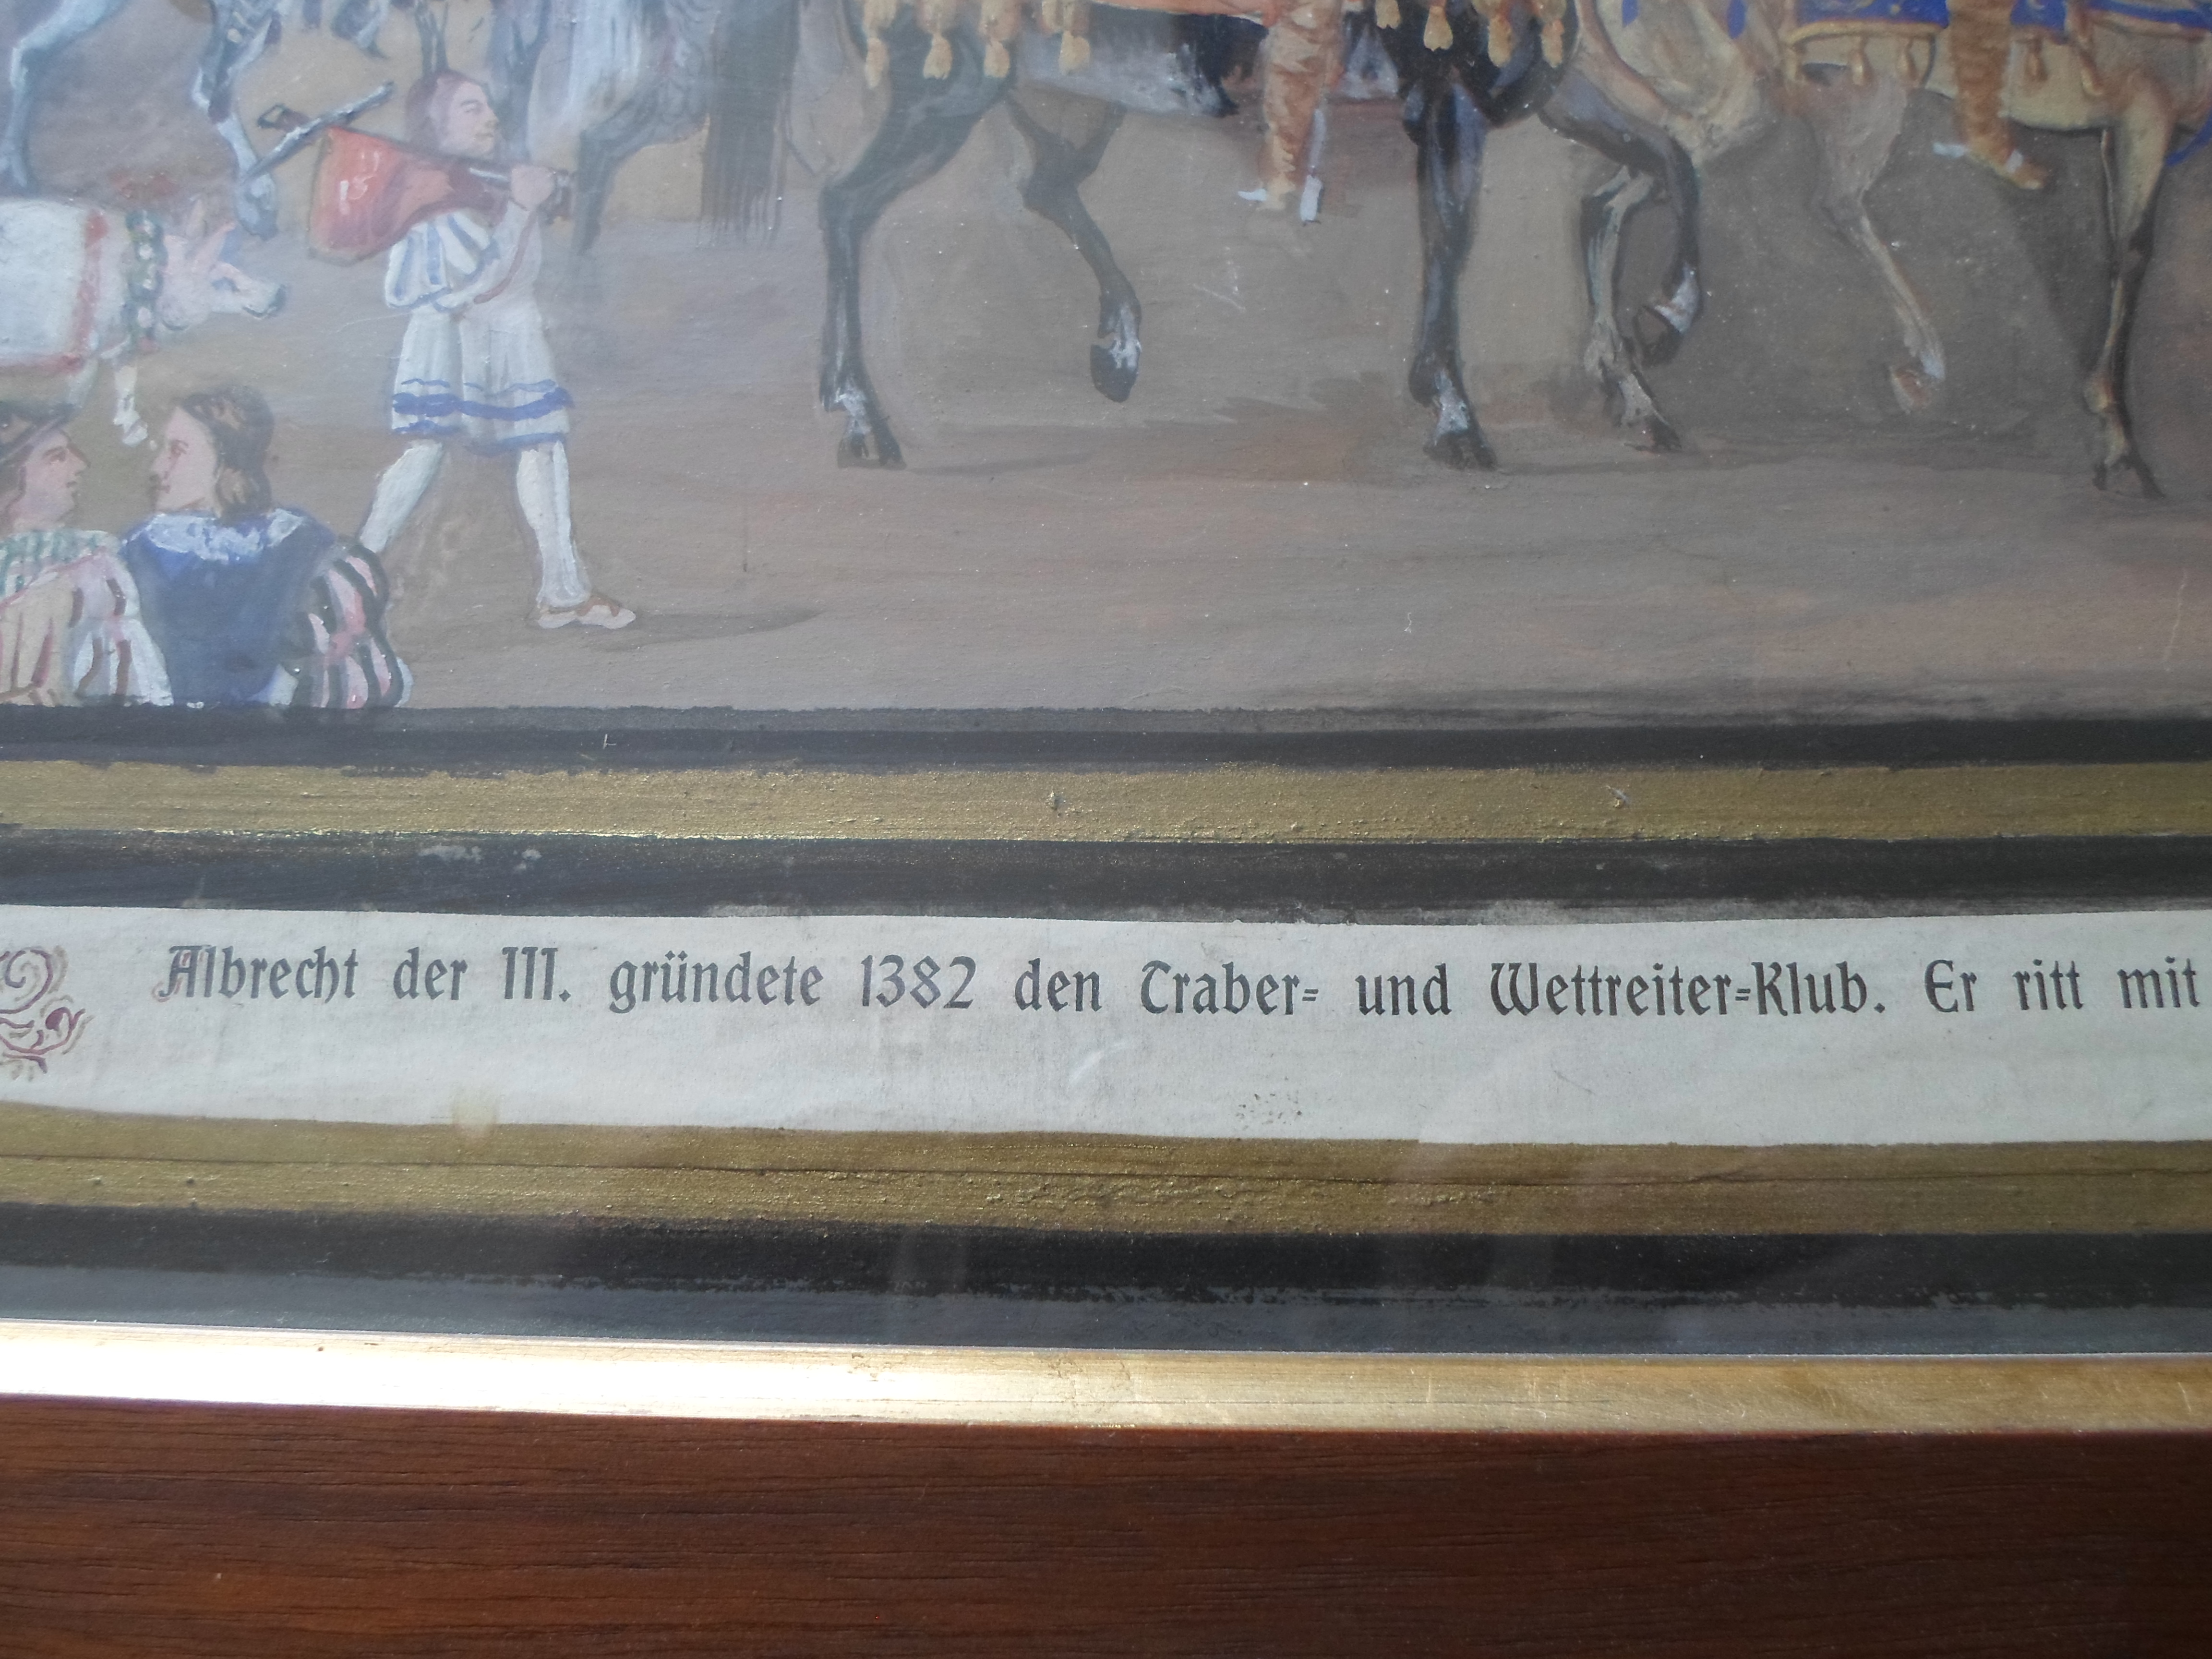 Albrecht der III. gründete 1382 den Traber- und Wettreiter-Klub. Er ritt mit